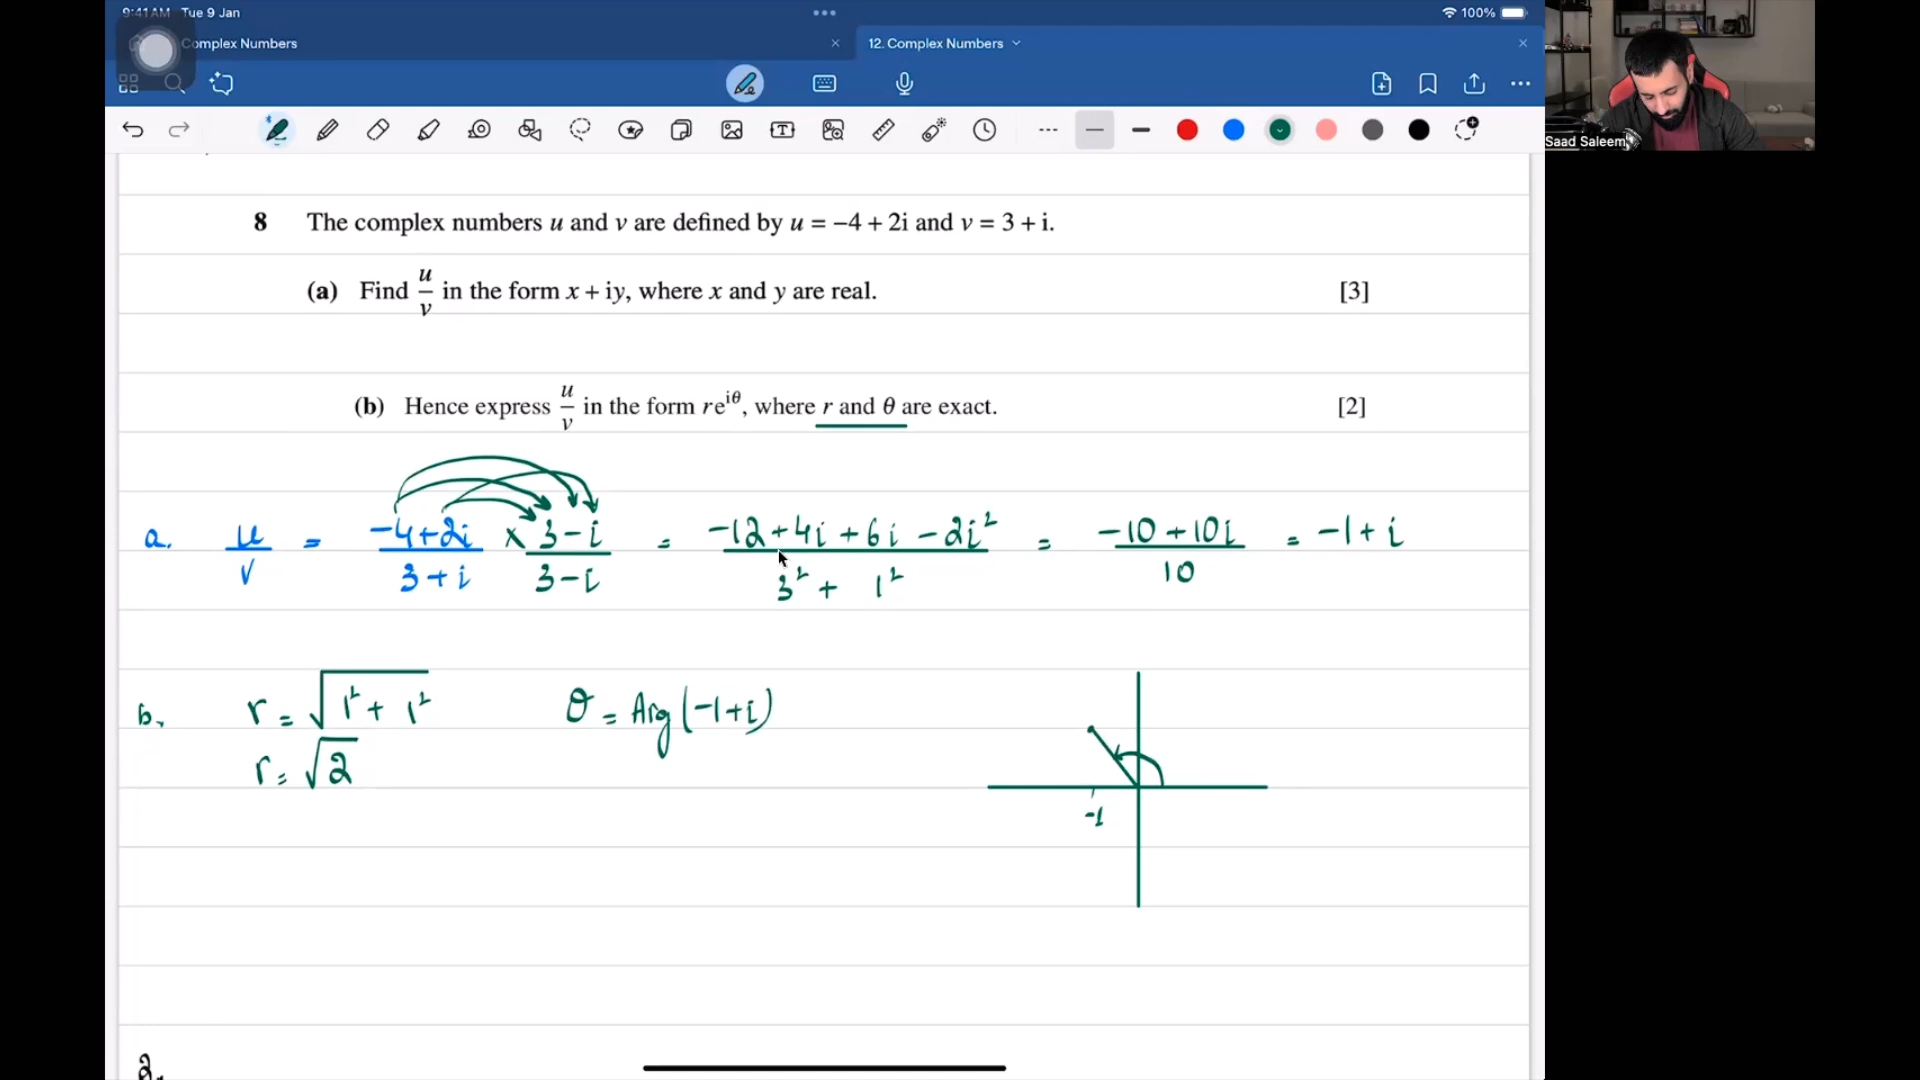 9:41 AM Tue 9 Jan
100%
Complex Numbers
12. Complex Numbers
Saad Saleem
8 The complex numbers u and v are defined by u = −4 + 2i and v = 3 + i.
(a) Find u/v in the form x + iy, where x and y are real. [3]
(b) Hence express u/v in the form re^{iθ}, where r and θ are exact. [2]
a. u/v = (-4+2i)/(3+i) × (3-i)/(3-i) = (-12+4i+6i-2i²)/(3²+1²) = (-10+10i)/10 = -1+i
b. r = √(1²+1²) θ = Arg(-1+i)
r = √2
-1
2.